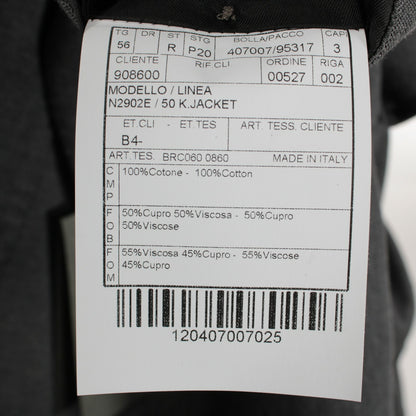 TG DR ST STG BOLLA/PACCO CAP
56 R P20 407007/95317 3
CLIENTE RIF.CLI ORDINE RIGA
908600 00527 002
MODELLO / LINEA
N2902E / 50 K.JACKET
ET.CLI - ET.TES ART. TESS. CLIENTE
B4-
ART.TES. BRC060 0860 MADE IN ITALY
CMP 100%Cotone - 100%Cotton
FOB 50%Cupro 50%Viscosa - 50%Cupro
50%Viscose
FOM 55%Viscosa 45%Cupro - 55%Viscose
45%Cupro
120407007025